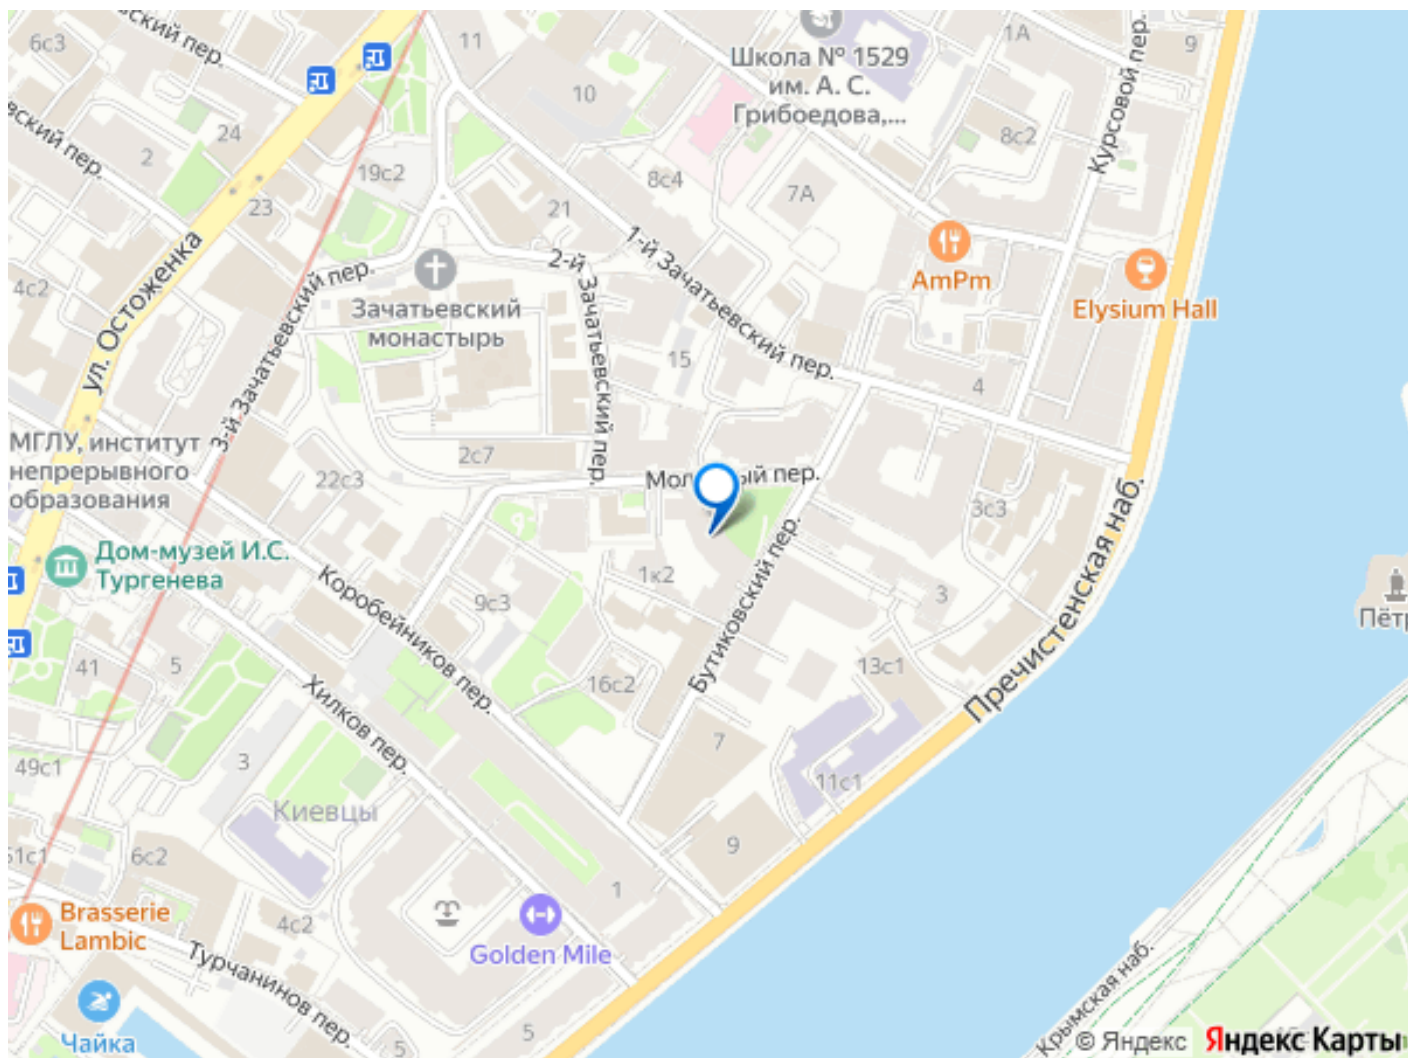 6с3
вский пер.
11
1А
9
Курсовой пер.
Школа № 1529
им. А. С.
Грибоедова,...
10
24
2
вский пер.
8с2
19с2
8с4
7А
23
21
ул. Остоженка
4с2
3-й Зачатьевский пер.
Зачатьевский
монастырь
2-й Зачатьевский пер.
1-й Зачатьевский пер.
AmPm
Elysium Hall
15
4
МГЛУ, институт
непрерывного
образования
2с7
22с3
Мол
ый пер.
3с3
Дом-музей И.С.
Тургенева
Коробейников пер.
1к2
9с3
Бутиковский пер.
3
Пречистенская наб.
Пётр
41
5
Хилков пер.
16с2
13с1
7
49с1
3
11с1
Киевцы
9
6с2
1
Brasserie
Lambic
4с2
Golden Mile
Турчанинов пер.
Чайка
5
5
Крымская наб.
© Яндекс
Яндекс Карты